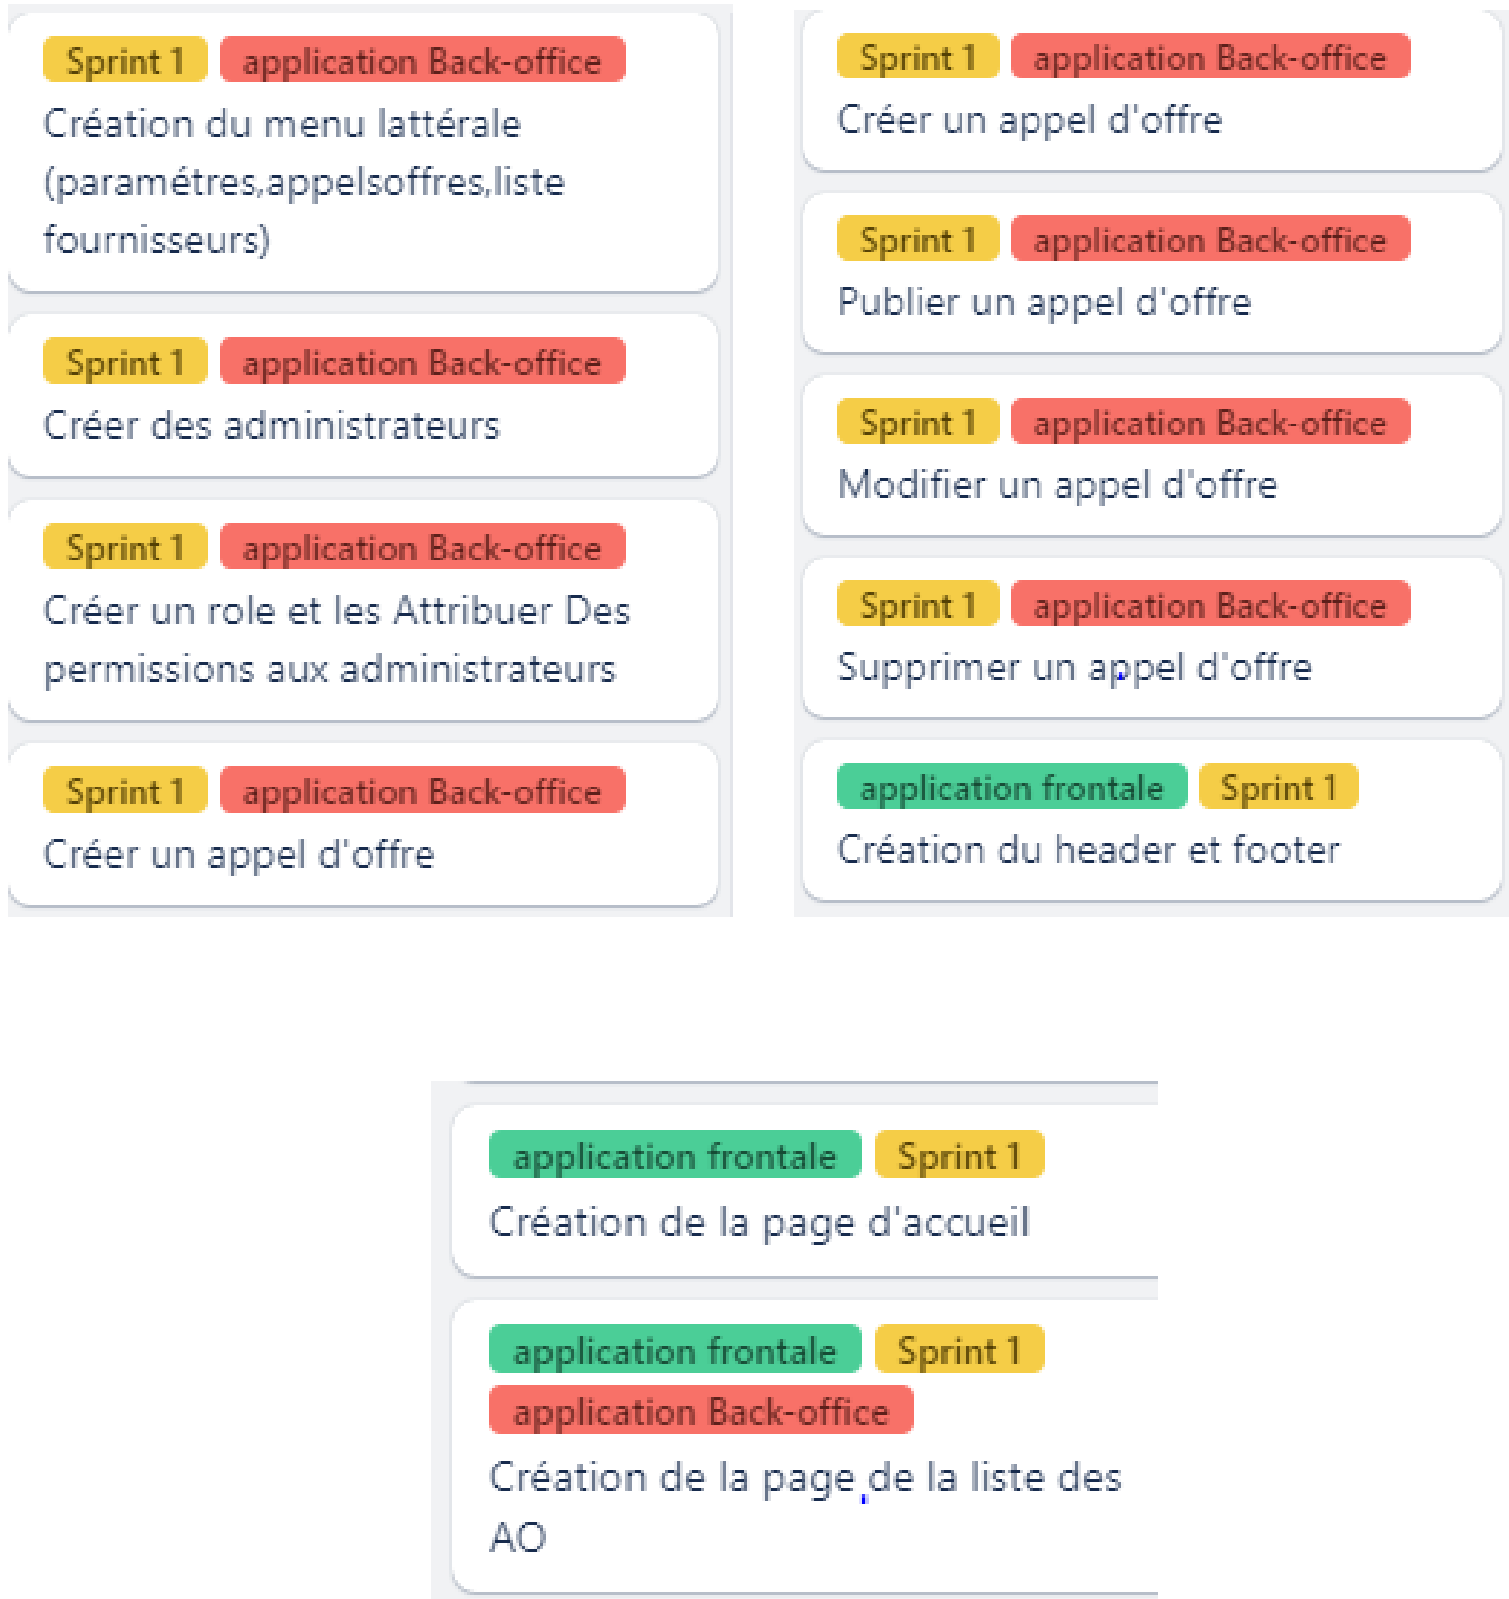 Sprint 1 application Back-office
Création du menu lattérale
(paramétres,appelsoffres,liste
fournisseurs)
Sprint 1 application Back-office
Créer des administrateurs
Sprint 1 application Back-office
Créer un role et les Attribuer Des
permissions aux administrateurs
Sprint 1 application Back-office
Créer un appel d'offre
Sprint 1 application Back-office
Créer un appel d'offre
Sprint 1 application Back-office
Publier un appel d'offre
Sprint 1 application Back-office
Modifier un appel d'offre
Sprint 1 application Back-office
Supprimer un appel d'offre
application frontale Sprint 1
Création du header et footer
application frontale Sprint 1
Création de la page d'accueil
application frontale Sprint 1
application Back-office
Création de la page de la liste des
AO